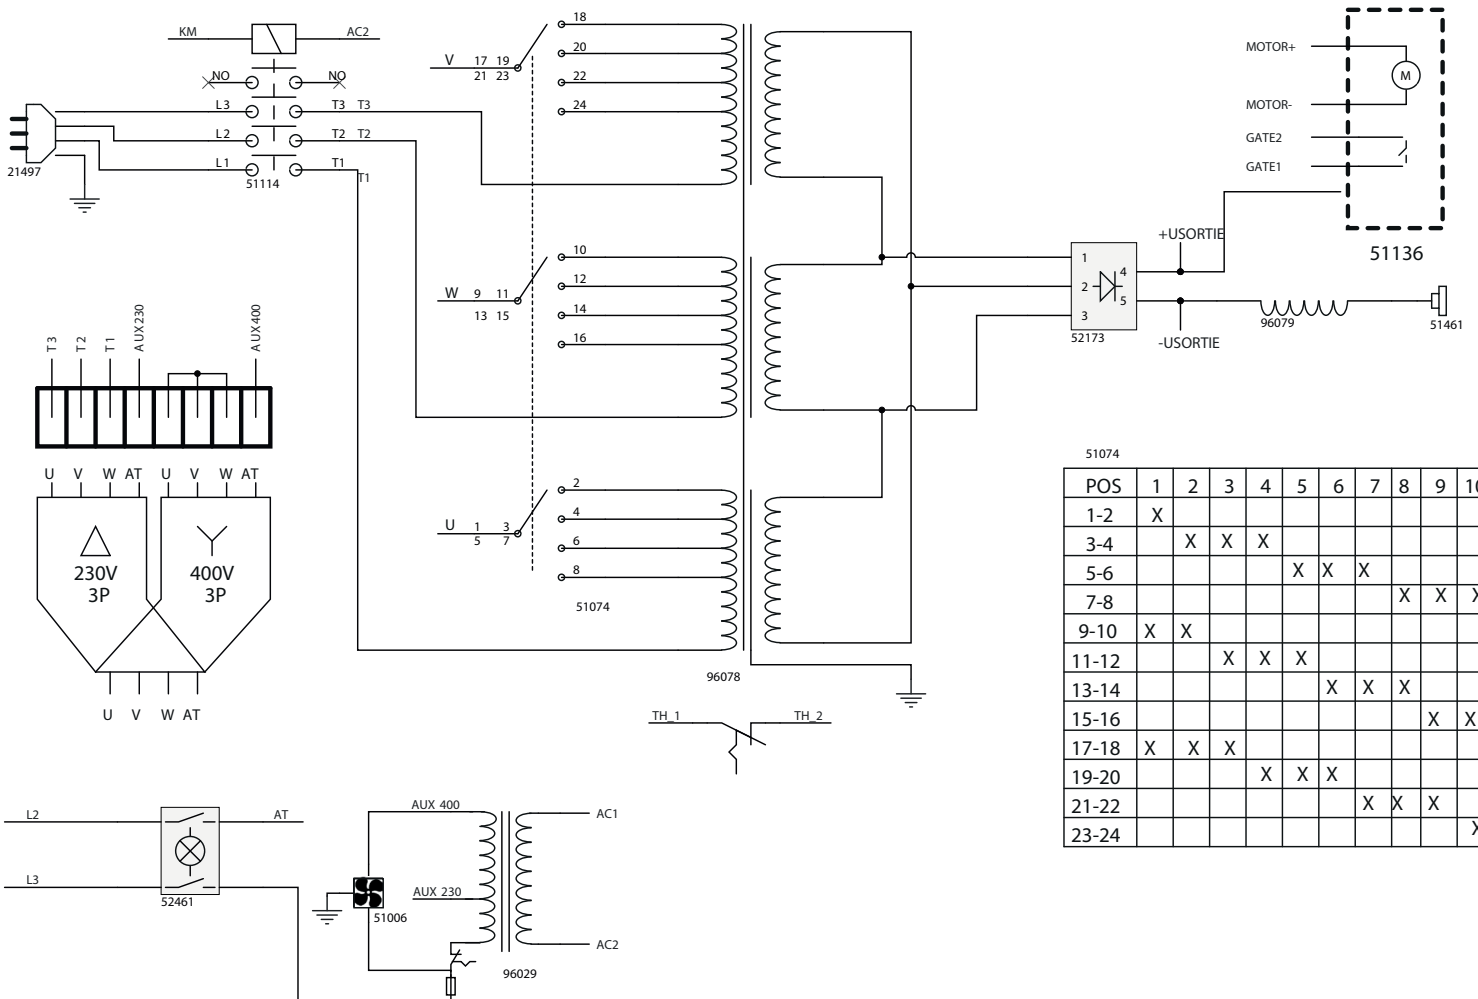 KM
AC2
NO
NO
L3
T3 T3
L2
T2 T2
L1
T1
T1
21497
51114
V 17 19
21 23
18
20
22
24
W 9 11
13 15
10
12
14
16
U 1 3
5 7
2
4
6
8
51074
96078
MOTOR+
M
MOTOR-
GATE2
GATE1
51136
+USORTIE
1
2
3
4
5
52173
-USORTIE
96079
51461
T3
T2
T1
AUX230
AUX400
U V W AT U V W AT
230V
3P
400V
3P
U V W AT
TH_1
TH_2
51074
POS 1 2 3 4 5 6 7 8 9 10
1-2 X
3-4 X X X
5-6 X X X
7-8 X X X
9-10 X X
11-12 X X X
13-14 X X X
15-16 X X
17-18 X X X
19-20 X X X
21-22 X X X
23-24 X
L2
AT
L3
52461
AUX 400
AC1
AUX 230
51006
AC2
96029